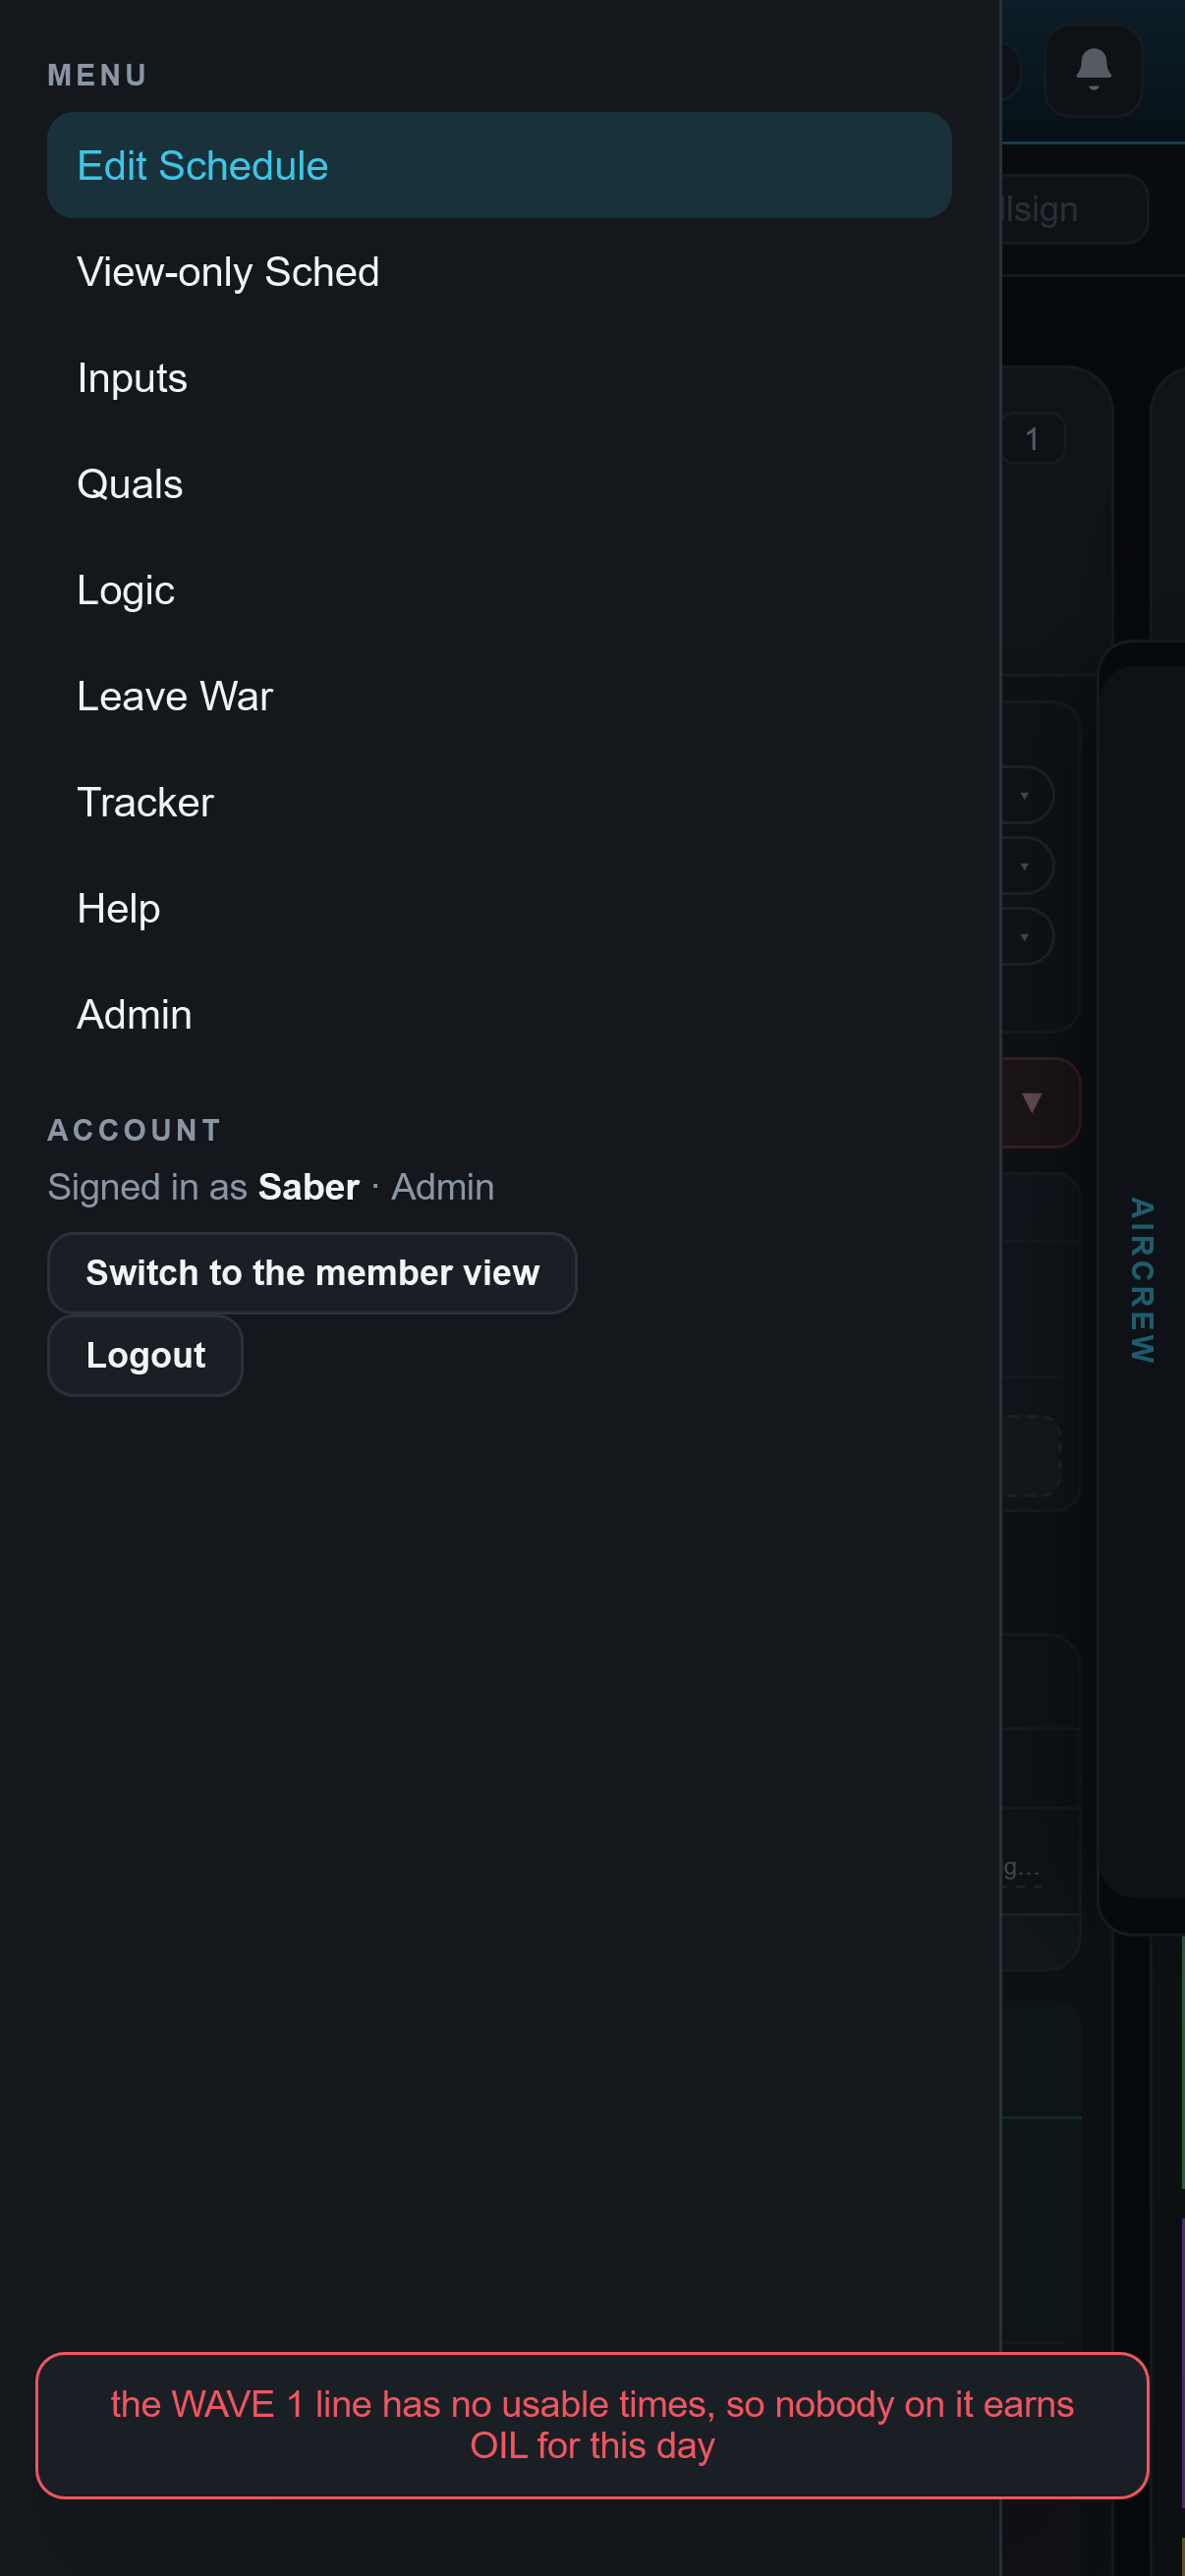 MENU
Edit Schedule
View-only Sched
Inputs
Quals
Logic
Leave War
Tracker
Help
Admin
ACCOUNT
Signed in as Saber · Admin
Switch to the member view
Logout
llsign
1
AIRCREW
g...
the WAVE 1 line has no usable times, so nobody on it earns
OIL for this day